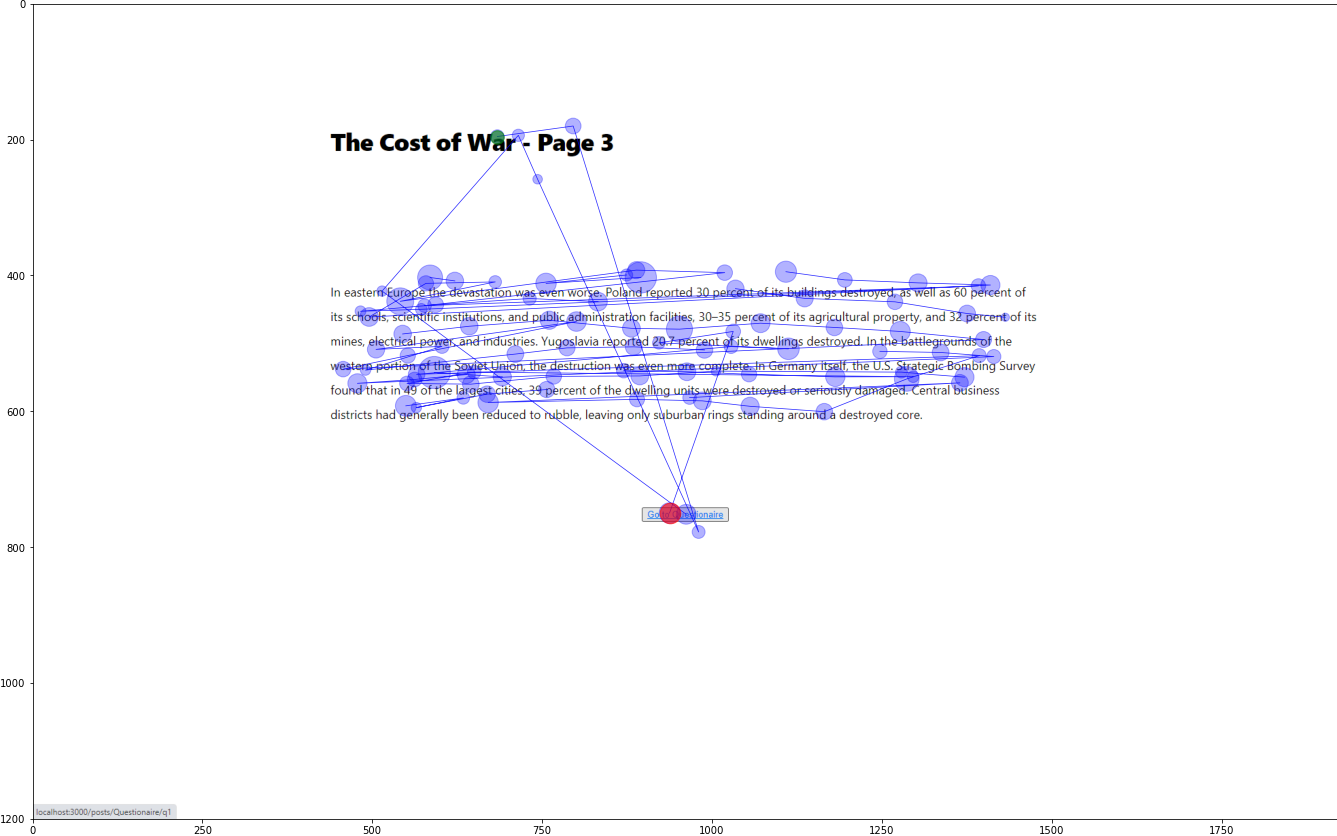 0
200
The Cost of War - Page 3
400
In eastern Europe the devastation was even worse. Poland reported 30 percent of its buildings destroyed, as well as 60 percent of
its schools, scientific institutions, and public administration facilities, 30–35 percent of its agricultural property, and 32 percent of its
mines, electrical power, and industries. Yugoslavia reported 20.7 percent of its dwellings destroyed. In the battlegrounds of the
western portion of the Soviet Union, the destruction was even more complete. In Germany itself, the U.S. Strategic Bombing Survey
found that in 49 of the largest cities, 39 percent of the dwelling units were destroyed or seriously damaged. Central business
600
districts had generally been reduced to rubble, leaving only suburban rings standing around a destroyed core.
Go to Questionaire
800
1000
localhost:3000/posts/Questionaire/q1
1200
0 250 500 750 1000 1250 1500 1750